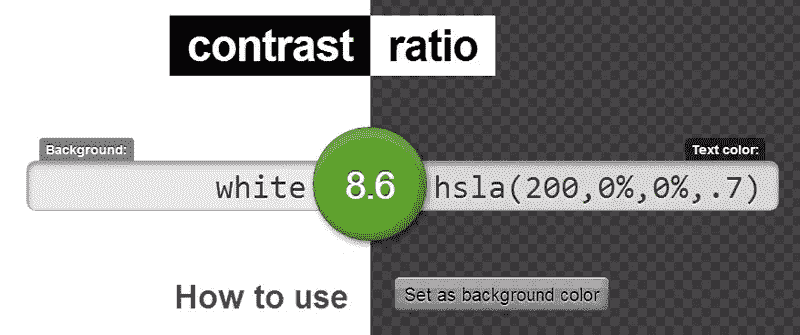 contrast ratio
Background: Text color:
white 8.6 hsla(200,0%,0%,.7)
How to use Set as background color